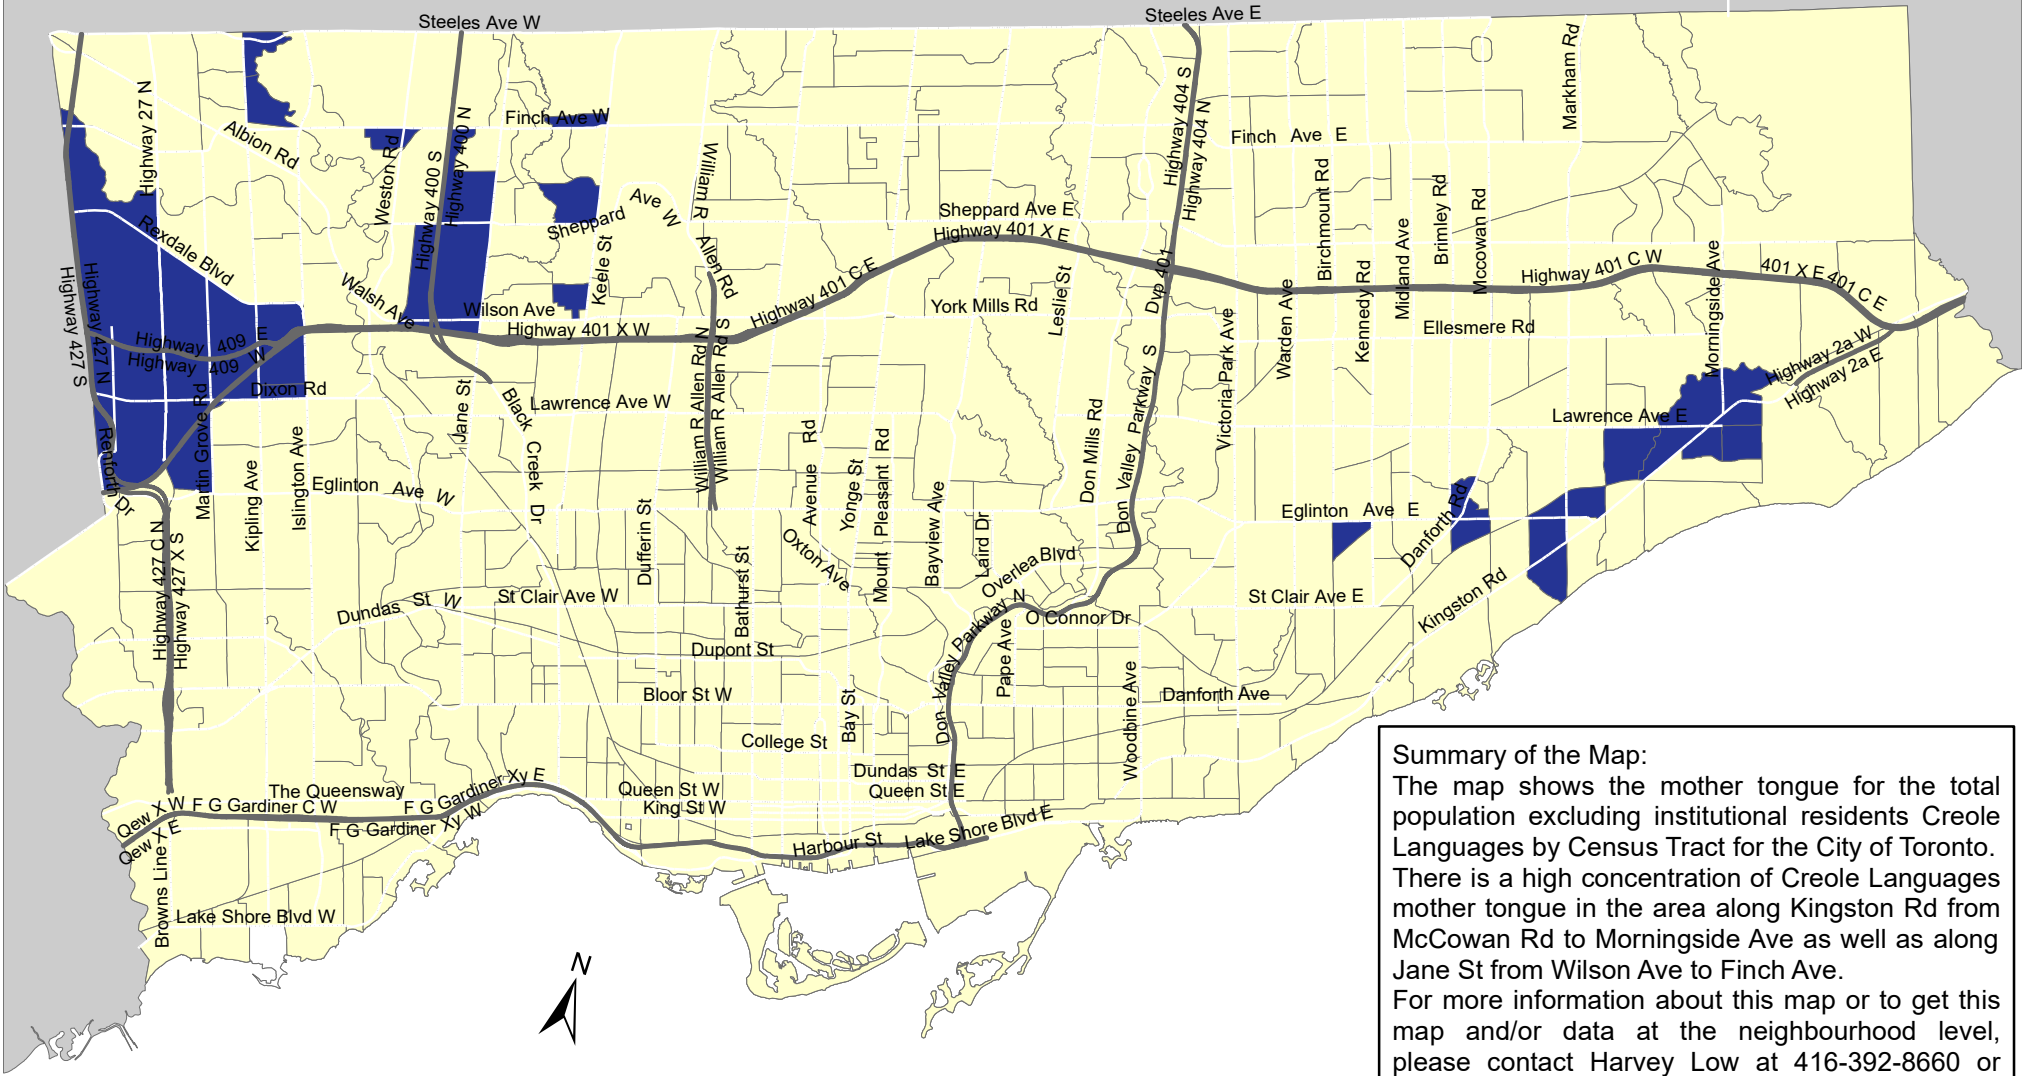 Steeles Ave W
Steeles Ave E
Markham Rd
Highway 27 N
Albion Rd
Weston Rd
Highway 400 S
Highway 400 N
Finch Ave W
William R Allen Rd
Highway 404 S
Highway 404 N
Finch Ave E
Sheppard Ave W
Keele St
Sheppard Ave E
Highway 401 X E
Birchmount Rd
Midland Ave
Brimley Rd
Mccowan Rd
Highway 401 C W
Morningside Ave
401 X E 401 C E
Rexdale Blvd
Highway 427 S
Highway 427 N
Walsh Ave
Wilson Ave
Highway 401 X W
Highway 401 C E
York Mills Rd
Leslie St
Dvp 401
Victoria Park Ave
Warden Ave
Kennedy Rd
Ellesmere Rd
Highway 2a W
Highway 2a E
Highway 409 E
Highway 409 W
Dixon Rd
Martin Grove Rd
Renforth Dr
Kipling Ave
Islington Ave
Jane St
Black Creek Dr
Lawrence Ave W
William R Allen Rd N
William R Allen Rd S
Avenue Rd
Yonge St
Mount Pleasant Rd
Don Mills Rd
Don Valley Parkway S
Lawrence Ave E
Eglinton Ave W
Eglinton Ave E
Danforth Rd
Highway 427 C N
Highway 427 X S
Dufferin St
Bathurst St
Oxton Ave
Bayview Ave
Laird Dr
Overlea Blvd
St Clair Ave W
St Clair Ave E
Kingston Rd
Dundas St W
Don Valley Parkway N
O Connor Dr
Dupont St
Pape Ave
Woodbine Ave
Bloor St W
Danforth Ave
Bay St
College St
Dundas St E
Queen St E
Queen St W
King St W
The Queensway
F G Gardiner C W
F G Gardiner Xy E
F G Gardiner Xy W
Qew X W
Qew X E
Harbour St
Lake Shore Blvd E
Browns Line
Lake Shore Blvd W
N
Summary of the Map:
The map shows the mother tongue for the total
population excluding institutional residents Creole
Languages by Census Tract for the City of Toronto.
There is a high concentration of Creole Languages
mother tongue in the area along Kingston Rd from
McCowan Rd to Morningside Ave as well as along
Jane St from Wilson Ave to Finch Ave.
For more information about this map or to get this
map and/or data at the neighbourhood level,
please contact Harvey Low at 416-392-8660 or